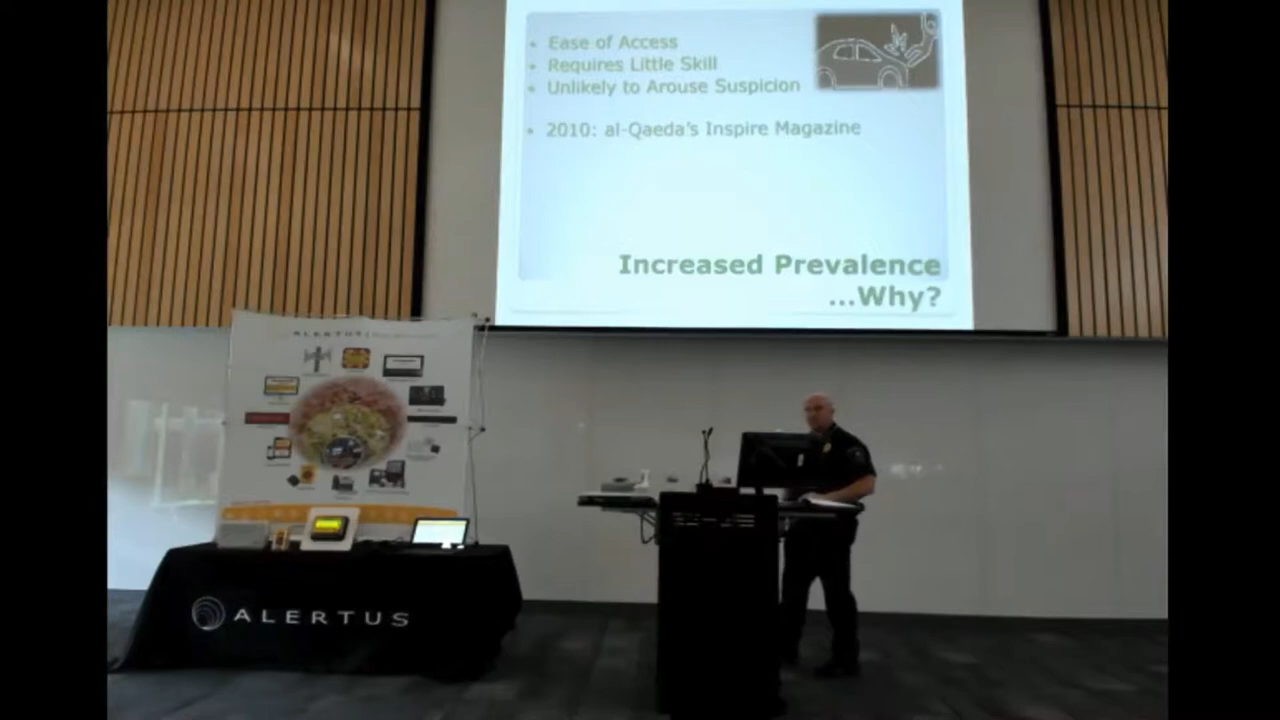 Ease of Access
Requires Little Skill
Unlikely to Arouse Suspicion
2010: al-Qaeda's Inspire Magazine
Increased Prevalence
...Why?
ALERTUS
ALERTUS